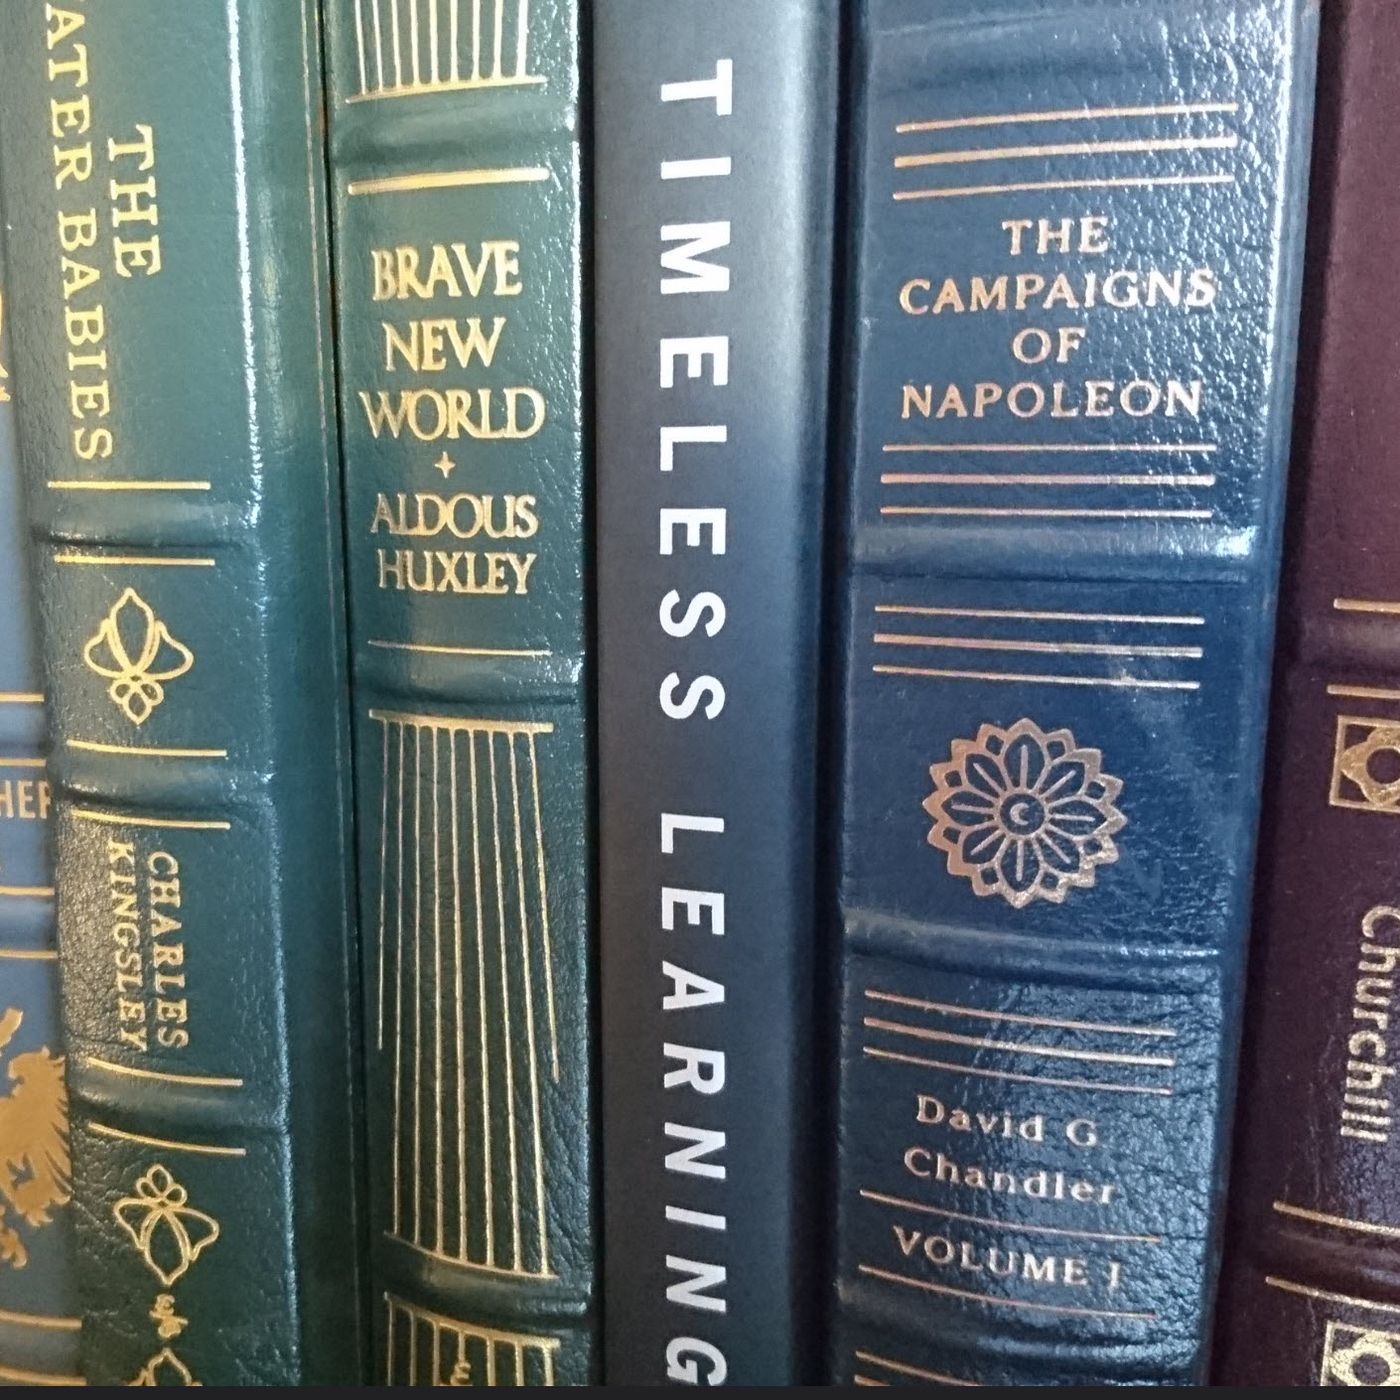 THE
WATER BABIES
CHARLES
KINGSLEY
BRAVE
NEW
WORLD
ALDOUS
HUXLEY
TIMELESS LEARNING
THE
CAMPAIGNS
OF
NAPOLEON
David G
Chandler
VOLUME I
Churchill